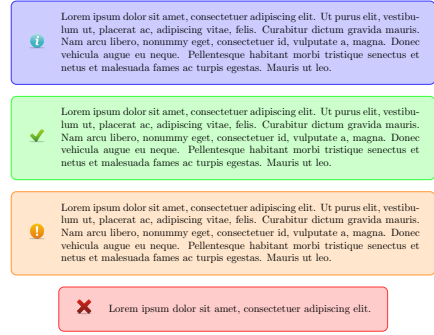 Lorem ipsum dolor sit amet, consectetuer adipiscing elit. Ut purus elit, vestibu-
lum ut, placerat ac, adipiscing vitae, felis. Curabitur dictum gravida mauris.
Nam arcu libero, nonummy eget, consectetuer id, vulputate a, magna. Donec
vehicula augue eu neque. Pellentesque habitant morbi tristique senectus et
netus et malesuada fames ac turpis egestas. Mauris ut leo.
Lorem ipsum dolor sit amet, consectetuer adipiscing elit. Ut purus elit, vestibu-
lum ut, placerat ac, adipiscing vitae, felis. Curabitur dictum gravida mauris.
Nam arcu libero, nonummy eget, consectetuer id, vulputate a, magna. Donec
vehicula augue eu neque. Pellentesque habitant morbi tristique senectus et
netus et malesuada fames ac turpis egestas. Mauris ut leo.
Lorem ipsum dolor sit amet, consectetuer adipiscing elit. Ut purus elit, vestibu-
lum ut, placerat ac, adipiscing vitae, felis. Curabitur dictum gravida mauris.
Nam arcu libero, nonummy eget, consectetuer id, vulputate a, magna. Donec
vehicula augue eu neque. Pellentesque habitant morbi tristique senectus et
netus et malesuada fames ac turpis egestas. Mauris ut leo.
Lorem ipsum dolor sit amet, consectetuer adipiscing elit.